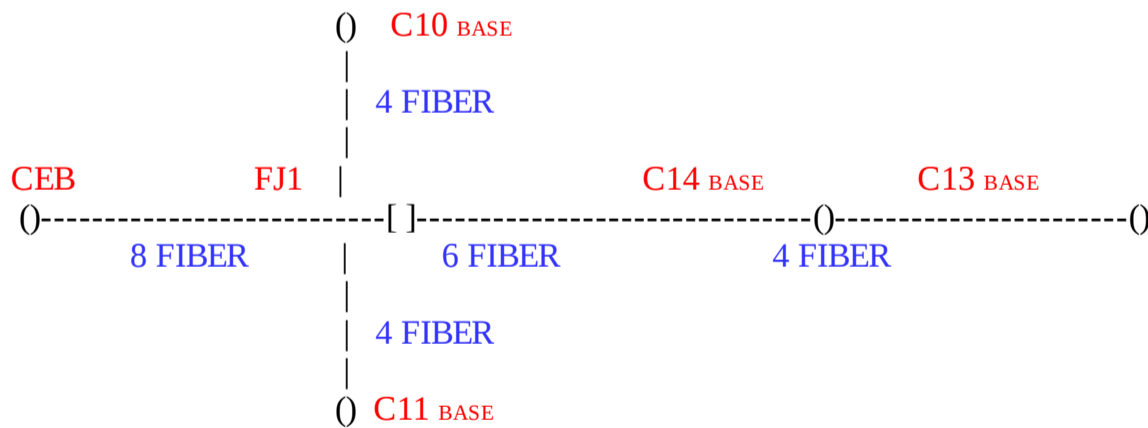 () C10 BASE
|
| 4 FIBER
|
CEB FJ1 | C14 BASE C13 BASE
()--------------------------------[ ]-------------------------------------()---------------------------()
8 FIBER | 6 FIBER 4 FIBER
|
| 4 FIBER
|
() C11 BASE